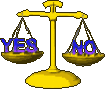 YES NO